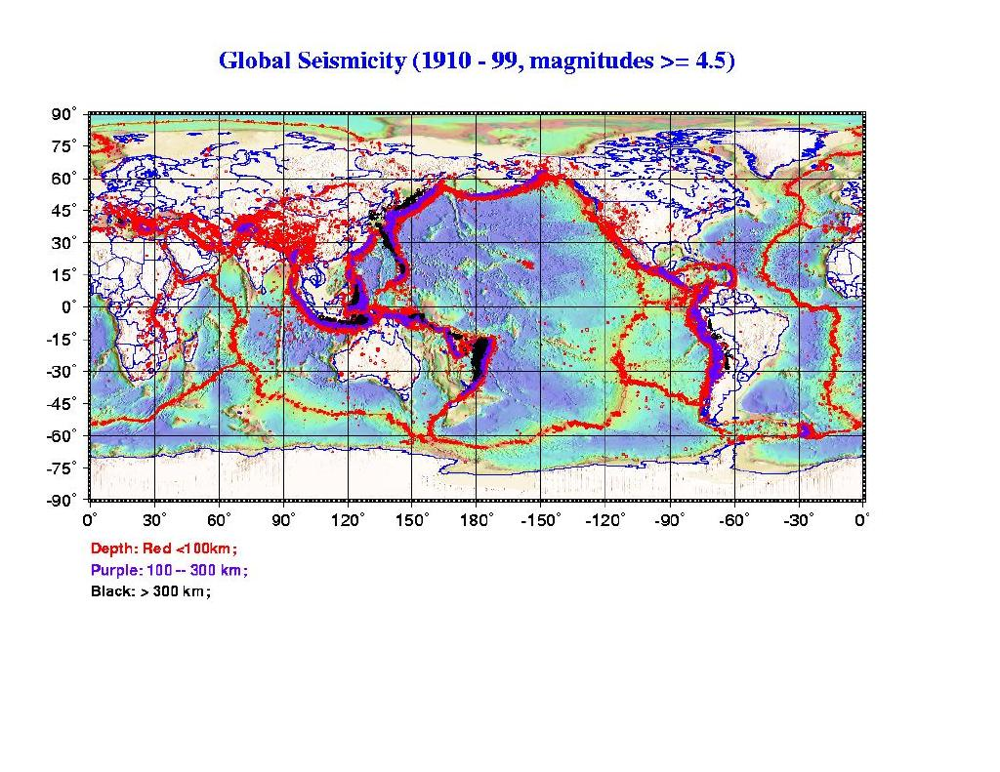 Global Seismicity (1910 - 99, magnitudes >= 4.5)
90°
75°
60°
45°
30°
15°
0°
-15°
-30°
-45°
-60°
-75°
-90°
0° 30° 60° 90° 120° 150° 180° -150° -120° -90° -60° -30° 0°
Depth: Red <100km;
Purple: 100 -- 300 km;
Black: > 300 km;